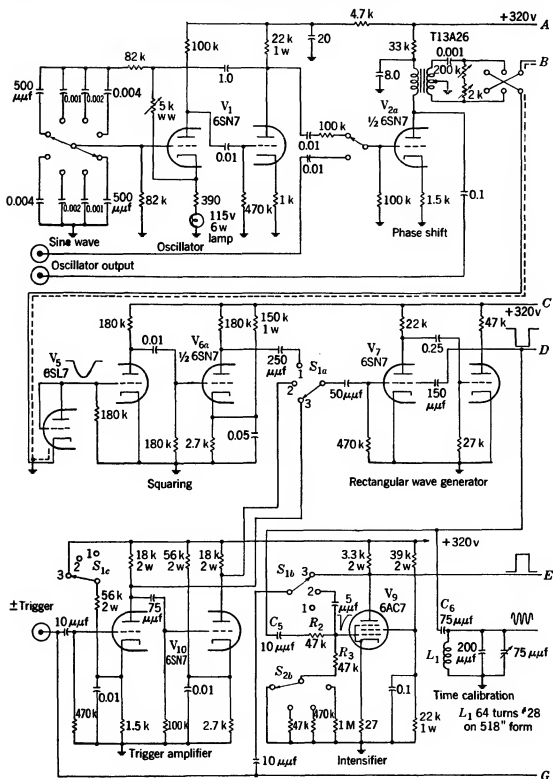 4.7 k
+320v
A
100 k
22 k
1 w
20
33 k
T13A26
0.001
B
82 k
1.0
8.0
200 k
2 k
500
μμf
0.001
0.002
0.004
5 k
ww
V1
6SN7
0.01
0.01
0.01
100 k
V2a
½ 6SN7
0.004
0.002
0.001
500
μμf
82 k
390
115v
6w
lamp
470 k
1 k
100 k
1.5 k
0.1
Sine wave
Oscillator
Phase shift
Oscillator output
C
+320v
180 k
0.01
180 k
150 k
1 w
22 k
0.25
47 k
D
V5
6SL7
V6a
½ 6SN7
250
μμf
1
2
3
S1a
50 μμf
V7
6SN7
150
μμf
180 k
180 k
2.7 k
0.05
470 k
27 k
Squaring
Rectangular wave generator
+320v
S1c
1
2
3
18 k
2 w
56 k
2 w
18 k
2 w
S1b
3
2
1
3.3 k
2 w
39 k
2 w
E
±Trigger
10 μμf
56 k
2 w
75
μμf
V10
6SN7
C5
10
μμf
5
μμf
R2
47 k
R3
47 k
V9
6AC7
C6
75 μμf
L1
200
μμf
75 μμf
0.01
0.01
S2b
0.1
Time calibration
470 k
1.5 k
100 k
2.7 k
47 k
470 k
1 M
27
22 k
1 w
L1 64 turns #28
on 518" form
Trigger amplifier
Intensifier
10 μμf
G